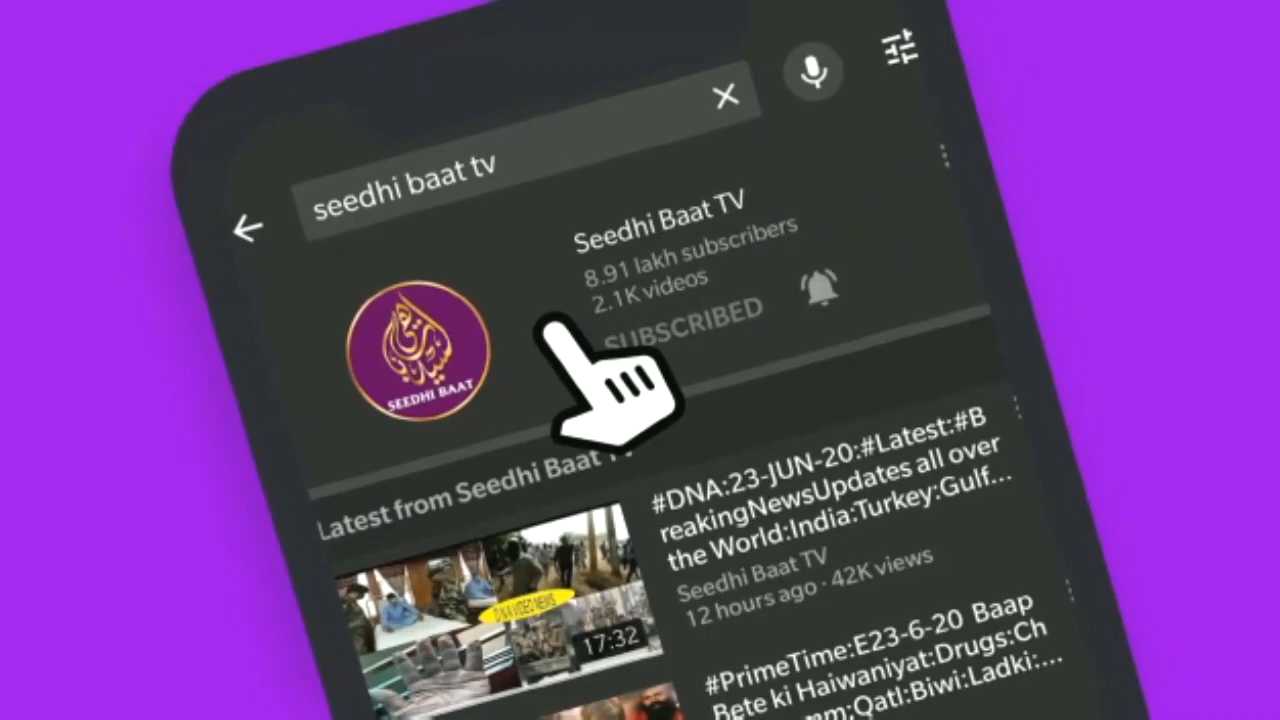 seedhi baat tv
Seedhi Baat TV
8.91 lakh subscribers
2.1K videos
SUBSCRIBED
SEEDHI BAAT
Latest from Seedhi Baat TV
#DNA:23-JUN-20:#Latest:#B
reakingNewsUpdates all over
the World:India:Turkey:Gulf...
Seedhi Baat TV
12 hours ago · 42K views
D.N.A VIDEO NEWS
17:32
#PrimeTime:E23-6-20 Baap
Bete ki Haiwaniyat:Drugs:Ch
Qatl:Biwi:Ladki:...